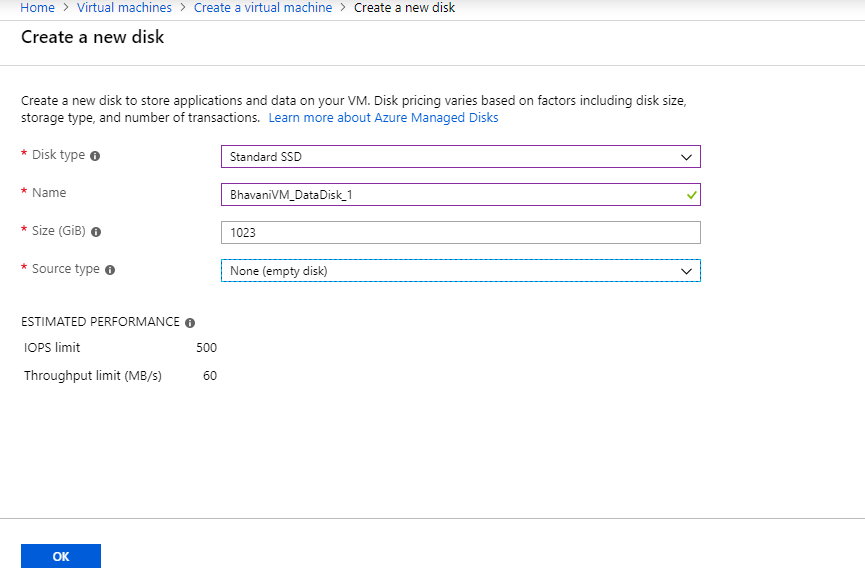 Home > Virtual machines > Create a virtual machine > Create a new disk
Create a new disk
Create a new disk to store applications and data on your VM. Disk pricing varies based on factors including disk size,
storage type, and number of transactions. Learn more about Azure Managed Disks
* Disk type Standard SSD
* Name BhavaniVM_DataDisk_1
* Size (GiB) 1023
* Source type None (empty disk)
ESTIMATED PERFORMANCE
IOPS limit 500
Throughput limit (MB/s) 60
OK